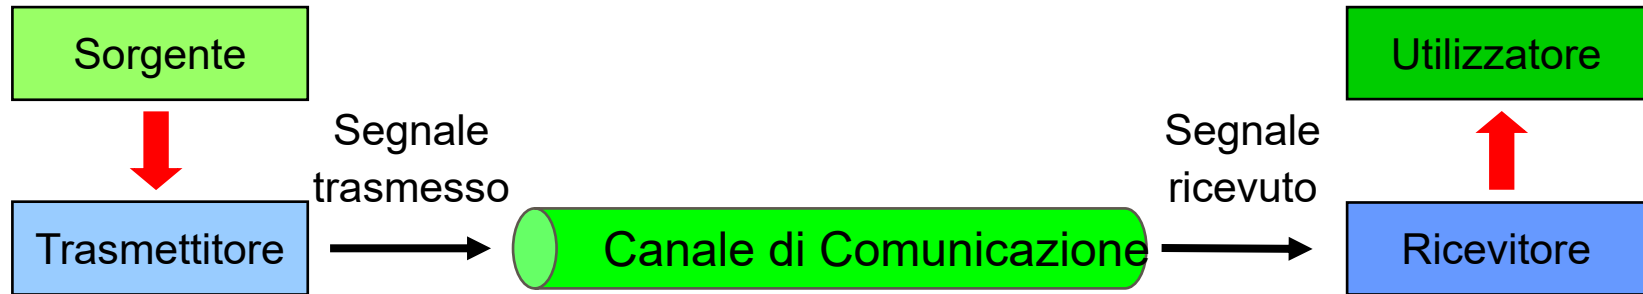 Sorgente
Utilizzatore
Segnale
trasmesso
Segnale
ricevuto
Trasmettitore
Canale di Comunicazione
Ricevitore